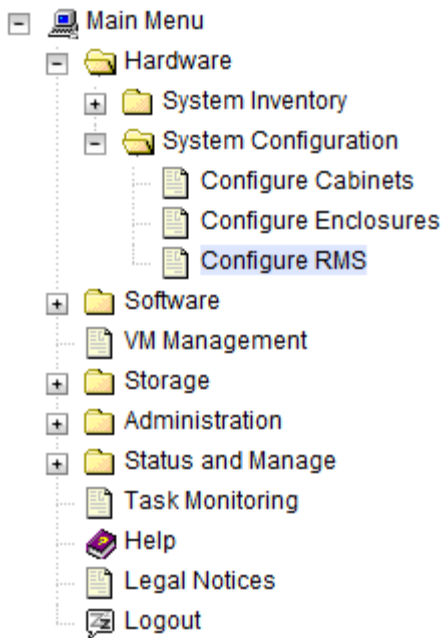 Main Menu
Hardware
System Inventory
System Configuration
Configure Cabinets
Configure Enclosures
Configure RMS
Software
VM Management
Storage
Administration
Status and Manage
Task Monitoring
Help
Legal Notices
Logout